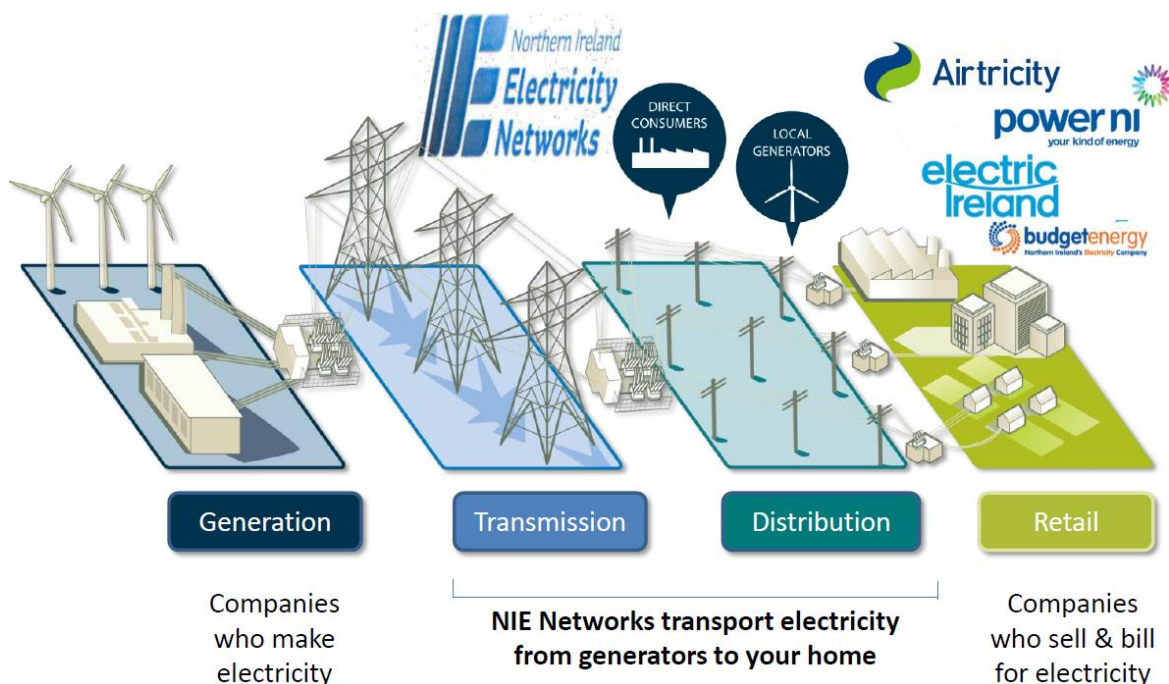 Northern Ireland
Electricity
Networks
DIRECT
CONSUMERS
LOCAL
GENERATORS
Airtricity
powerni
your kind of energy
electric
Ireland
budgetenergy
Northern Ireland's Electricity Company
Generation
Transmission
Distribution
Retail
Companies
who make
electricity
NIE Networks transport electricity
from generators to your home
Companies
who sell & bill
for electricity